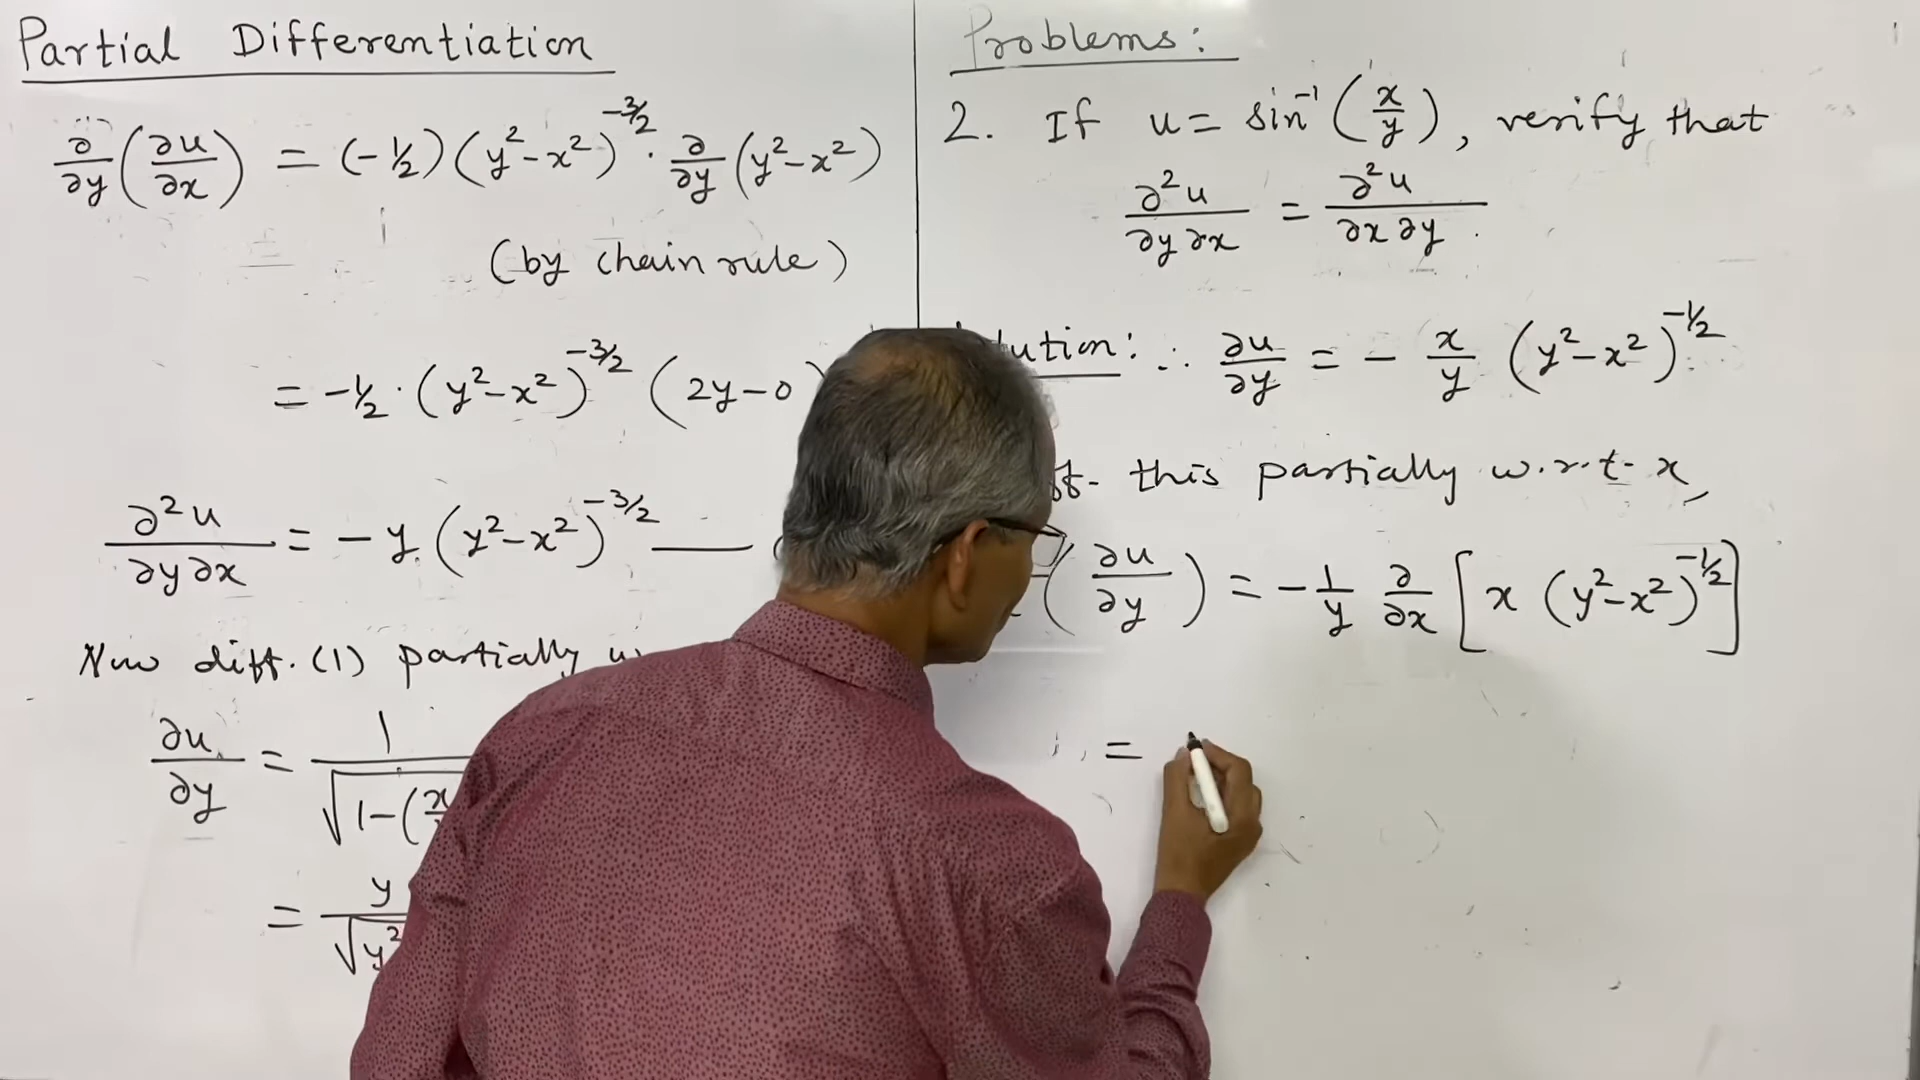 Partial Differentiation
∂/∂y (∂u/∂x) = (-1/2) (y²-x²)^(-3/2) · ∂/∂y (y²-x²)
(by chain rule)
= -1/2 · (y²-x²)^(-3/2) (2y-0
∂²u/∂y∂x = -y (y²-x²)^(-3/2) ——
Now diff. (1) partially
∂u/∂y = 1/√1-(x
= y/√y²
Problems:
2. If u = sin⁻¹ (x/y), verify that
∂²u/∂y∂x = ∂²u/∂x∂y.
∴ ∂u/∂y = - x/y (y²-x²)^(-1/2)
this partially w.r.t. x,
(∂u/∂y) = -1/y ∂/∂x [x (y²-x²)^(-1/2)]
=